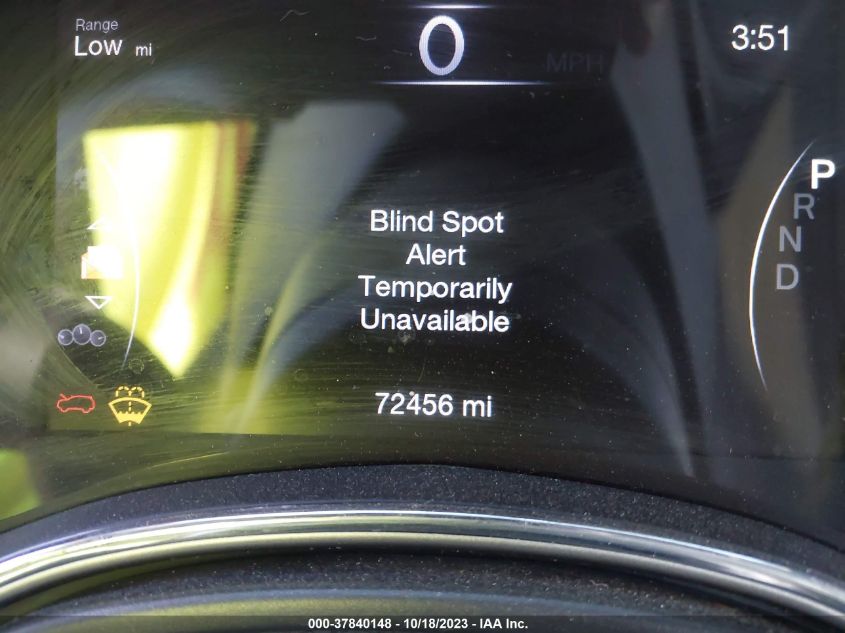 Range
Low mi
0
MPH
3:51
P
R
N
D
Blind Spot
Alert
Temporarily
Unavailable
72456 mi
000-37840148 - 10/18/2023 - IAA Inc.